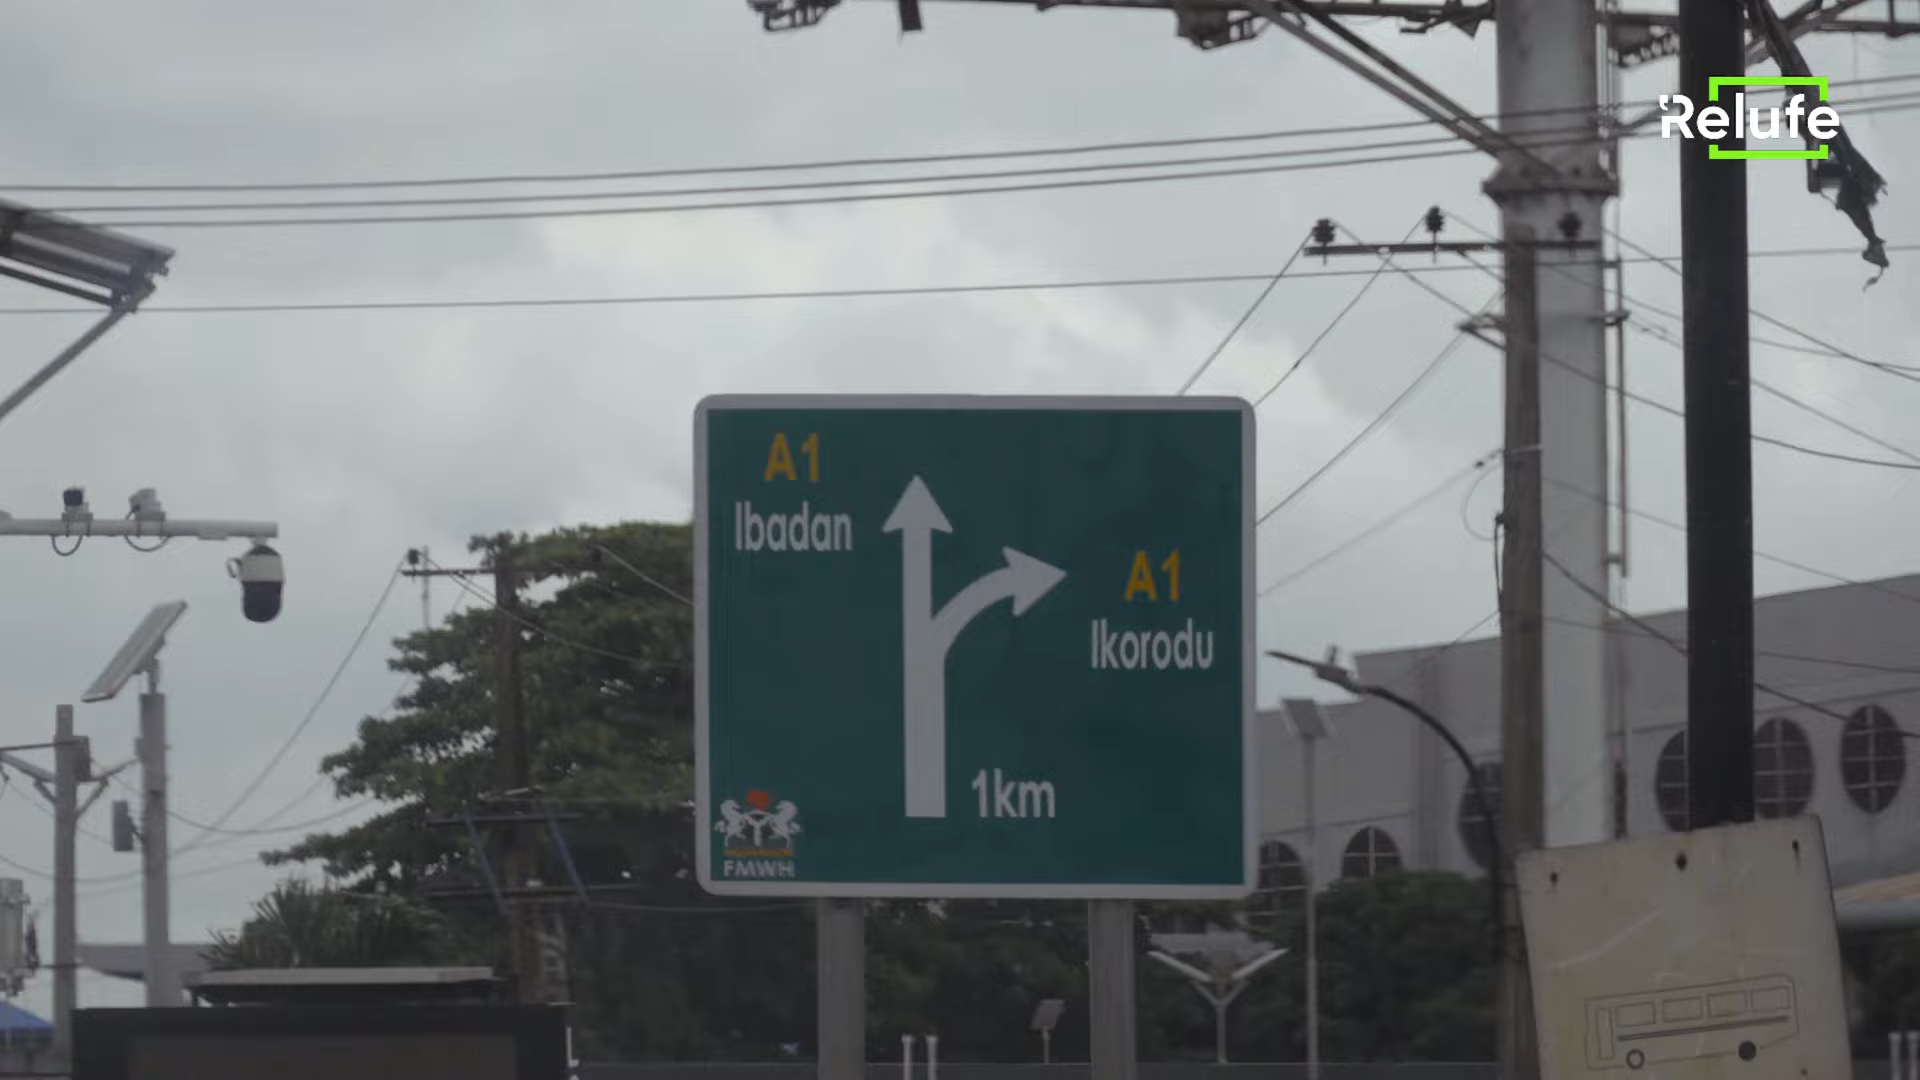 Relufe
A1
Ibadan
A1
Ikorodu
1km
FMWH